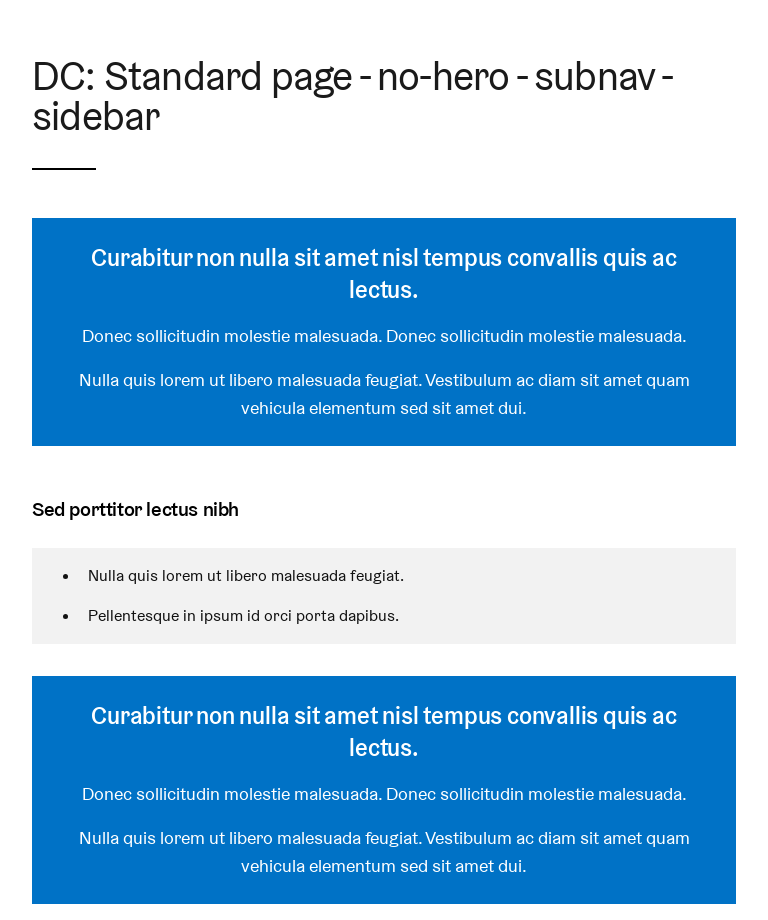 DC: Standard page - no-hero - subnav -
sidebar
Curabitur non nulla sit amet nisl tempus convallis quis ac
lectus.
Donec sollicitudin molestie malesuada. Donec sollicitudin molestie malesuada.
Nulla quis lorem ut libero malesuada feugiat. Vestibulum ac diam sit amet quam
vehicula elementum sed sit amet dui.
Sed porttitor lectus nibh
• Nulla quis lorem ut libero malesuada feugiat.
• Pellentesque in ipsum id orci porta dapibus.
Curabitur non nulla sit amet nisl tempus convallis quis ac
lectus.
Donec sollicitudin molestie malesuada. Donec sollicitudin molestie malesuada.
Nulla quis lorem ut libero malesuada feugiat. Vestibulum ac diam sit amet quam
vehicula elementum sed sit amet dui.